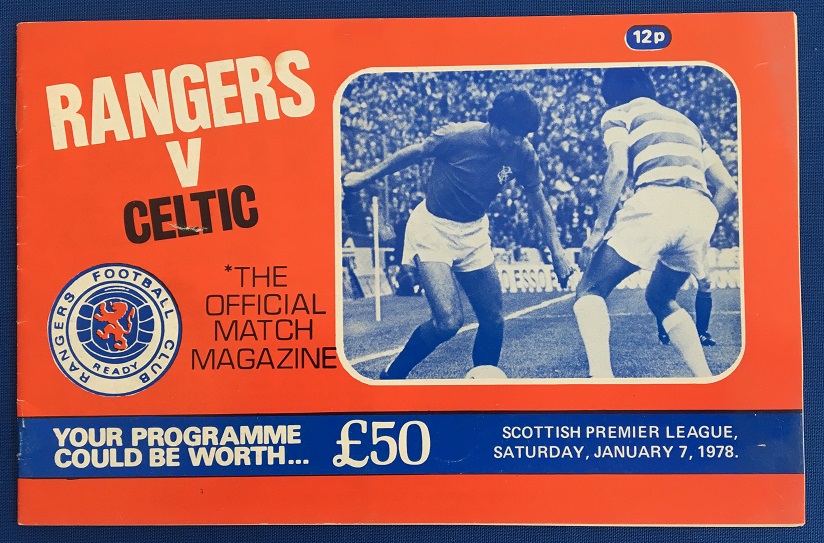 12p
RANGERS
V
CELTIC
*THE
OFFICIAL
MATCH
MAGAZINE
RANGERS FOOTBALL CLUB
READY
YOUR PROGRAMME
COULD BE WORTH... £50
SCOTTISH PREMIER LEAGUE,
SATURDAY, JANUARY 7, 1978.